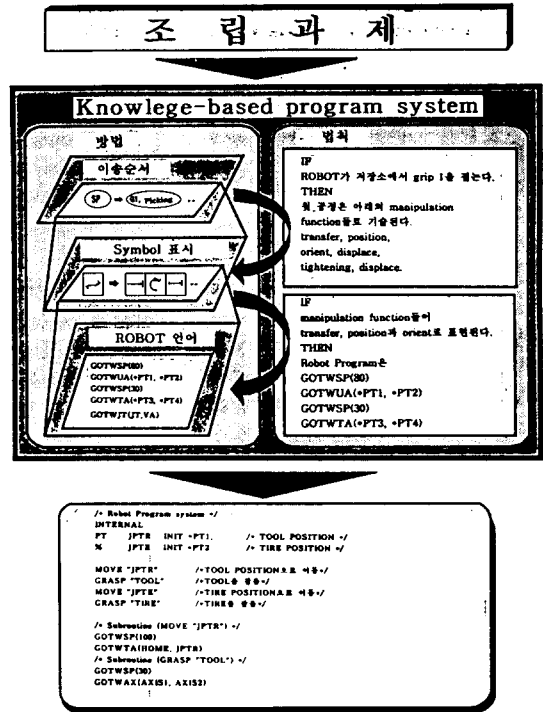 조 립 과 제
Knowlege-based program system
방법
이송순서
SP ⇒ G1, Picking ..
Symbol 표시
ROBOT 언어
GOTWSP(80)
GOTWUA(*PT1, *PT2)
GOTWSP(30)
GOTWTA(*PT3, *PT4)
GOTWJT(JT,VA)
법칙
IF
ROBOT가 저장소에서 grip 1을 집는다.
THEN
공정은 아래의 manipulation
function들로 기술된다.
transfer, position,
orient, displace,
tightening, displace.
IF
manipulation function들이
transfer, position과 orient로 표현된다.
THEN
Robot Program은
GOTWSP(80)
GOTWUA(*PT1, *PT2)
GOTWSP(30)
GOTWTA(*PT3, *PT4)
/* Robot Program system */
INTERNAL
PT JPTR INIT *PT1, /* TOOL POSITION */
% JPTR INIT *PT2 /* TIRE POSITION */
MOVE "JPTR" /*TOOL POSITION으로 이동*/
GRASP "TOOL" /*TOOL을 잡음*/
MOVE "JPTR" /*TIRE POSITION으로 이동*/
GRASP "TIRE" /*TIRE를 잡음*/
/* Subroutine (MOVE "JPTR") */
GOTWSP(100)
GOTWTA(HOME, JPTR)
/* Subroutine (GRASP "TOOL") */
GOTWSP(30)
GOTWAX(AXIS1, AXIS2)